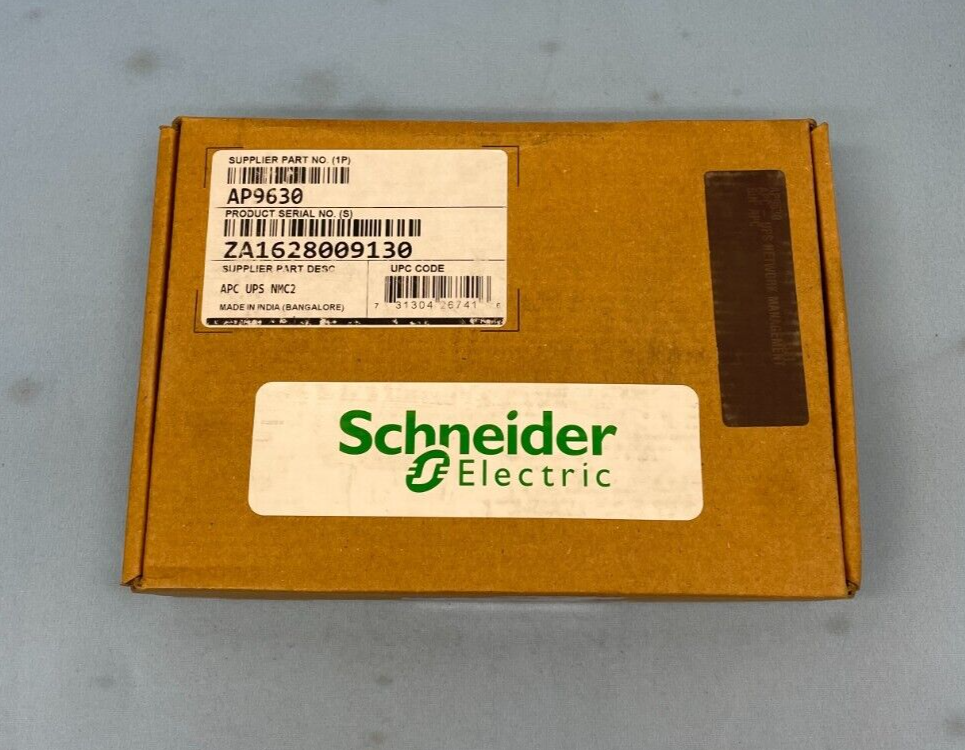 SUPPLIER PART NO. (1P)
AP9630
PRODUCT SERIAL NO. (S)
ZA1628009130
SUPPLIER PART DESC
UPC CODE
APC UPS NMC2
7 31304 26741 6
MADE IN INDIA (BANGALORE)
Schneider
Electric